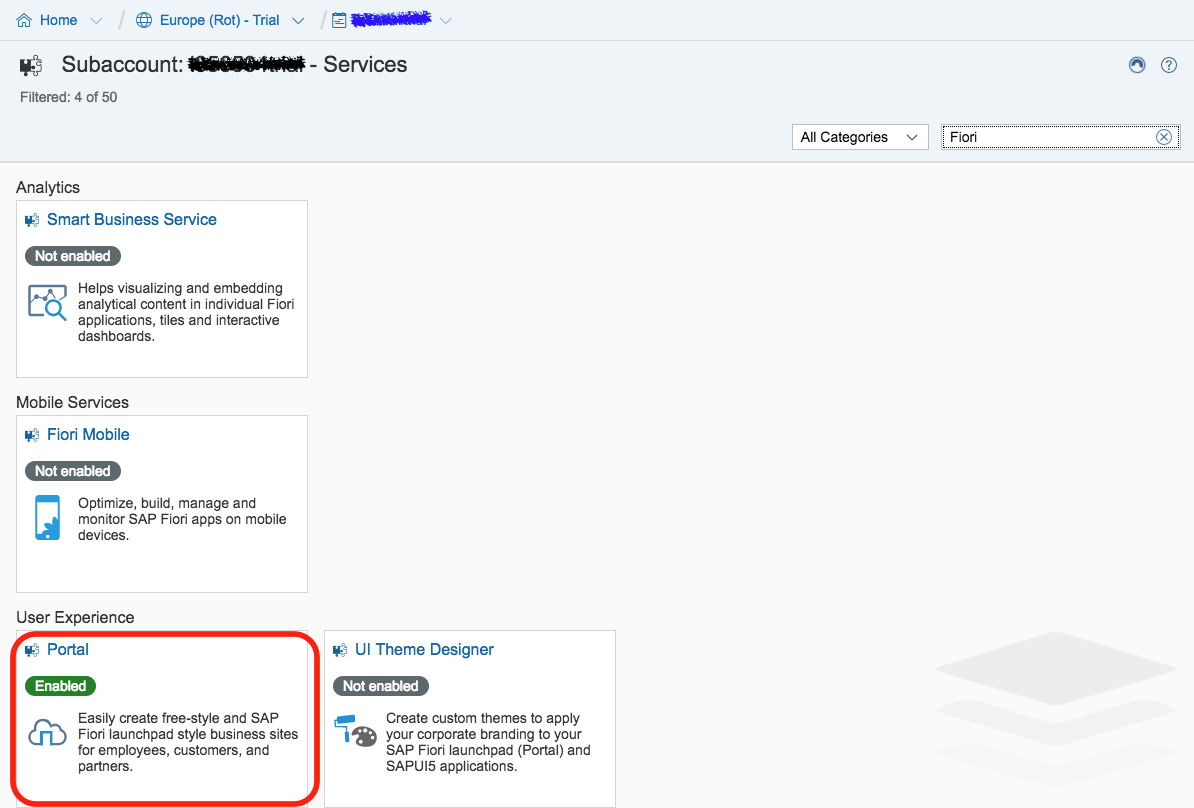 Home Europe (Rot) - Trial
Subaccount: - Services
Filtered: 4 of 50
All Categories Fiori
Analytics
Smart Business Service
Not enabled
Helps visualizing and embedding
analytical content in individual Fiori
applications, tiles and interactive
dashboards.
Mobile Services
Fiori Mobile
Not enabled
Optimize, build, manage and
monitor SAP Fiori apps on mobile
devices.
User Experience
Portal
Enabled
Easily create free-style and SAP
Fiori launchpad style business sites
for employees, customers, and
partners.
UI Theme Designer
Not enabled
Create custom themes to apply
your corporate branding to your
SAP Fiori launchpad (Portal) and
SAPUI5 applications.